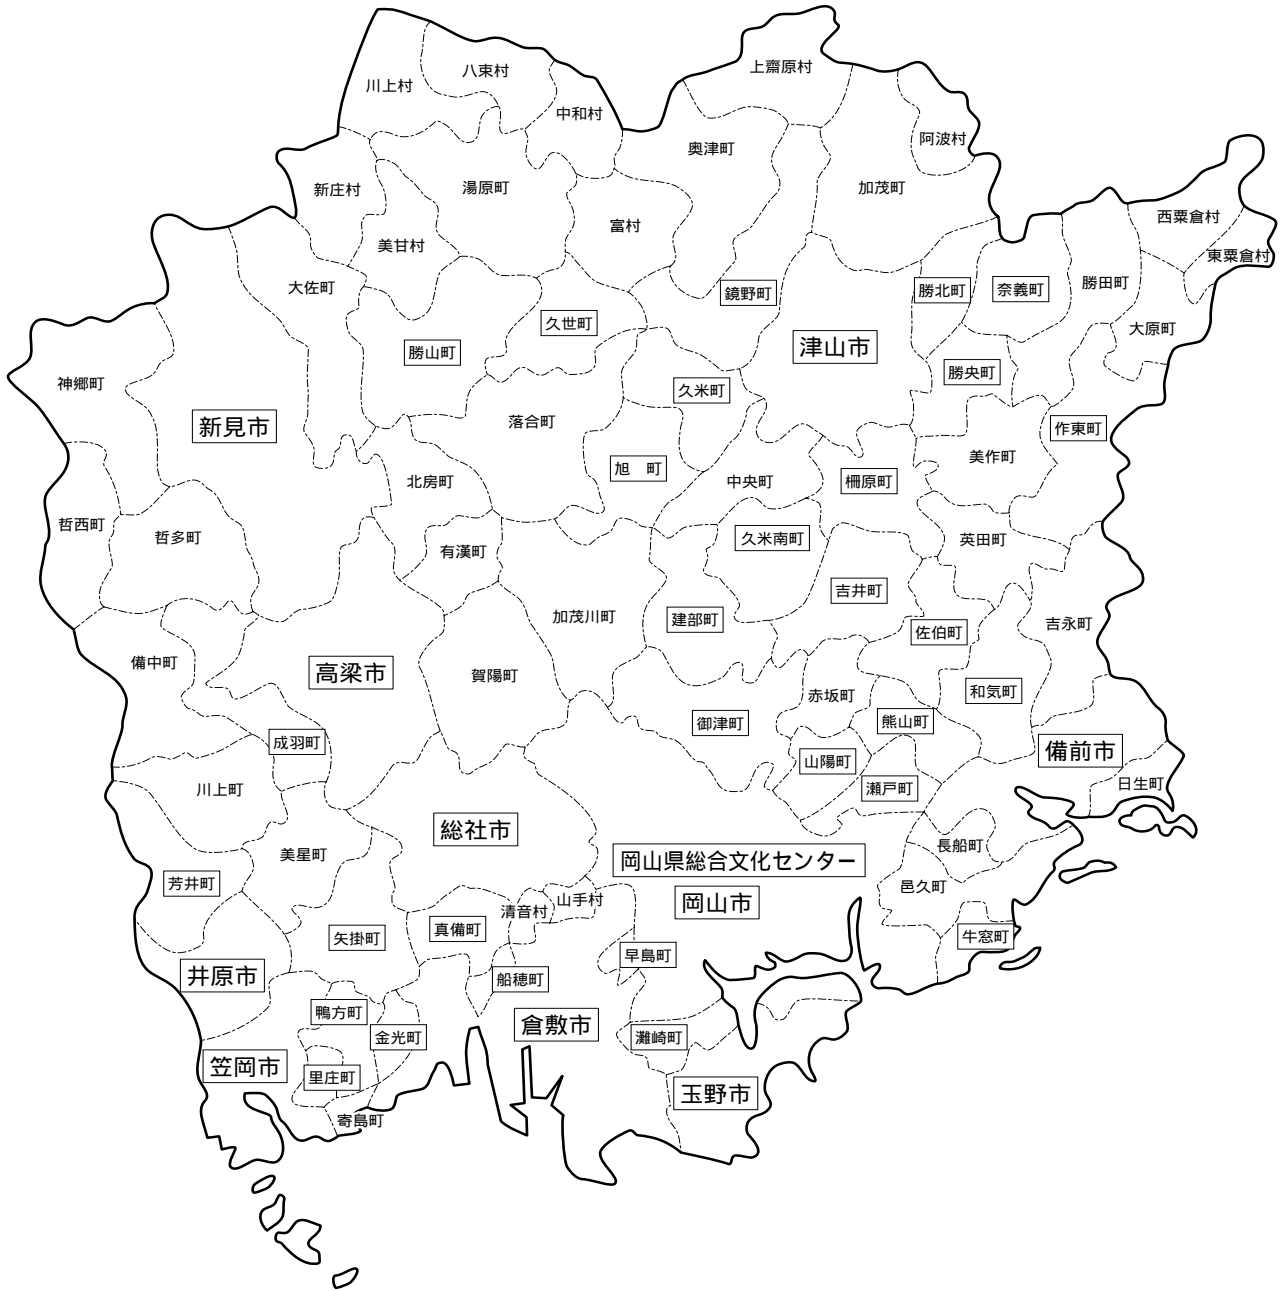 上齋原村
八束村
川上村
中和村
阿波村
奥津町
加茂町
新庄村
湯原町
西粟倉村
富村
美甘村
東粟倉村
大佐町
勝田町
鏡野町
勝北町
奈義町
久世町
大原町
津山市
勝山町
勝央町
神郷町
久米町
落合町
新見市
作東町
美作町
旭　町
北房町
中央町
柵原町
哲西町
哲多町
久米南町
英田町
有漢町
吉井町
加茂川町
建部町
吉永町
佐伯町
備中町
高梁市
賀陽町
和気町
赤坂町
御津町
熊山町
成羽町
備前市
山陽町
日生町
川上町
瀬戸町
総社市
長船町
美星町
岡山県総合文化センター
芳井町
邑久町
山手村
岡山市
清音村
真備町
矢掛町
牛窓町
早島町
井原市
船穂町
鴨方町
倉敷市
金光町
灘崎町
笠岡市
里庄町
玉野市
寄島町